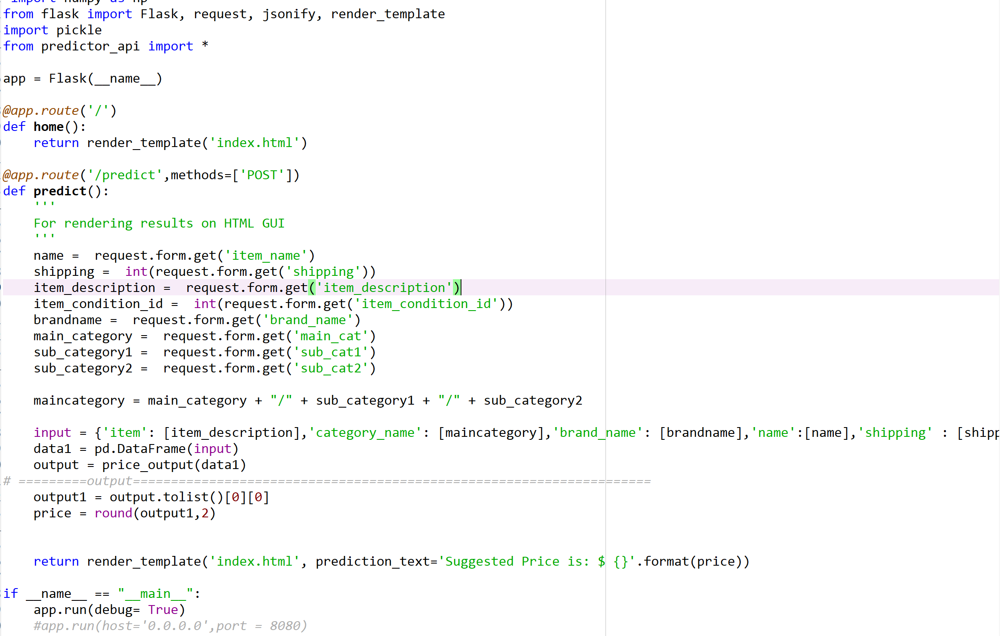 import numpy as np
from flask import Flask, request, jsonify, render_template
import pickle
from predictor_api import *
app = Flask(__name__)
@app.route('/')
def home():
    return render_template('index.html')
@app.route('/predict',methods=['POST'])
def predict():
    '''
    For rendering results on HTML GUI
    '''
    name =  request.form.get('item_name')
    shipping =  int(request.form.get('shipping'))
    item_description =  request.form.get('item_description')
    item_condition_id =  int(request.form.get('item_condition_id'))
    brandname =  request.form.get('brand_name')
    main_category =  request.form.get('main_cat')
    sub_category1 =  request.form.get('sub_cat1')
    sub_category2 =  request.form.get('sub_cat2')
    maincategory = main_category + "/" + sub_category1 + "/" + sub_category2
    input = {'item': [item_description],'category_name': [maincategory],'brand_name': [brandname],'name':[name],'shipping' : [ship
    data1 = pd.DataFrame(input)
    output = price_output(data1)
# =========output====================================================================
    output1 = output.tolist()[0][0]
    price = round(output1,2)
    return render_template('index.html', prediction_text='Suggested Price is: $ {}'.format(price))
if __name__ == "__main__":
    app.run(debug= True)
    #app.run(host='0.0.0.0',port = 8080)